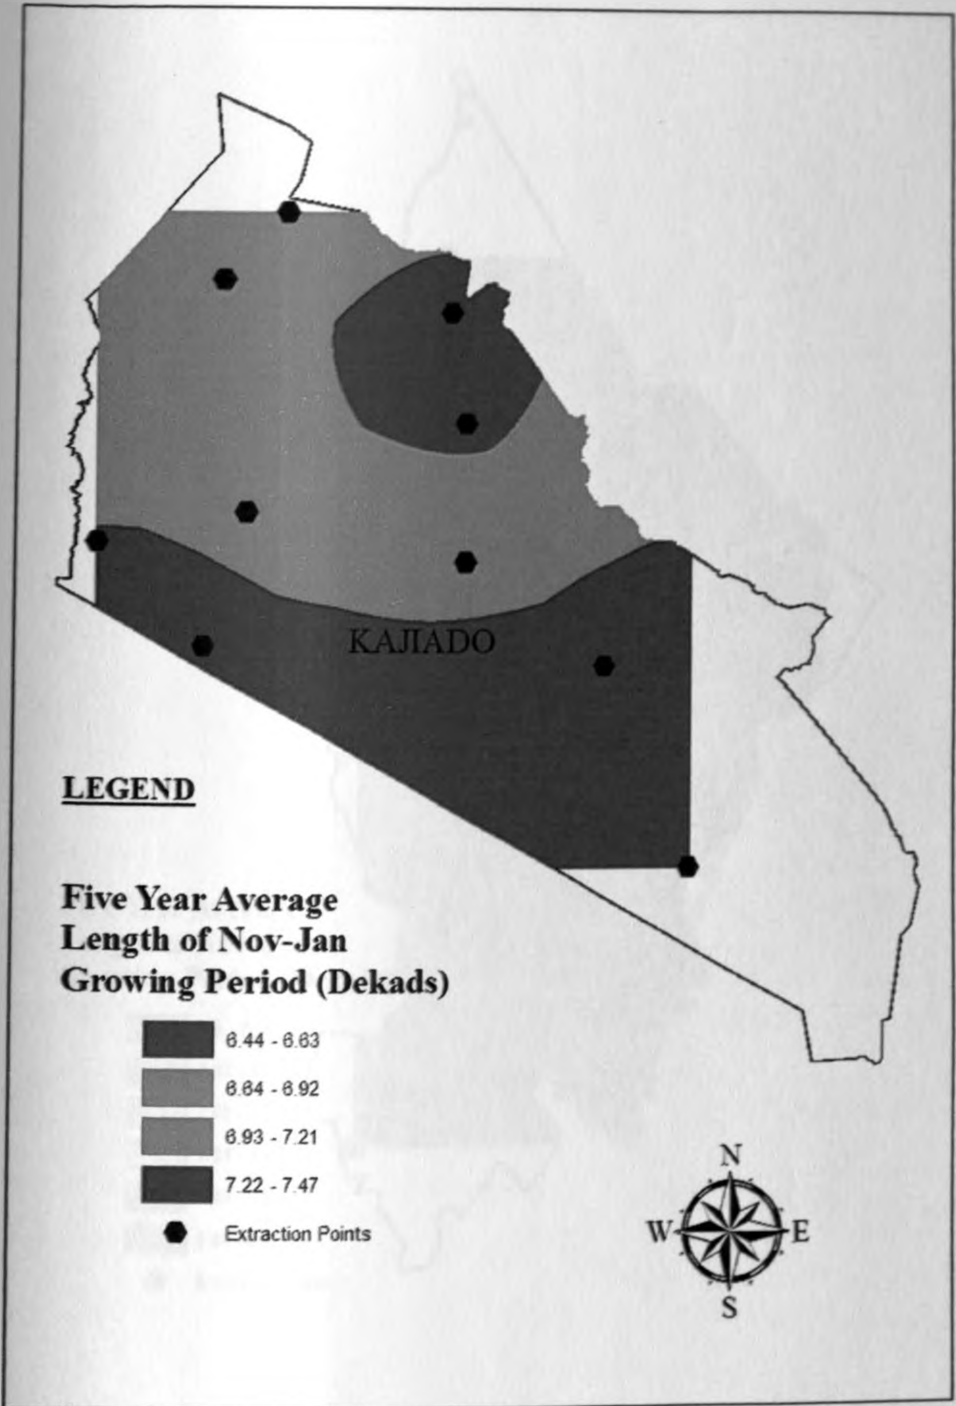 KAJIADO
LEGEND
Five Year Average
Length of Nov-Jan
Growing Period (Dekads)
6.44 - 6.63
6.64 - 6.92
6.93 - 7.21
7.22 - 7.47
Extraction Points
N
W E
S